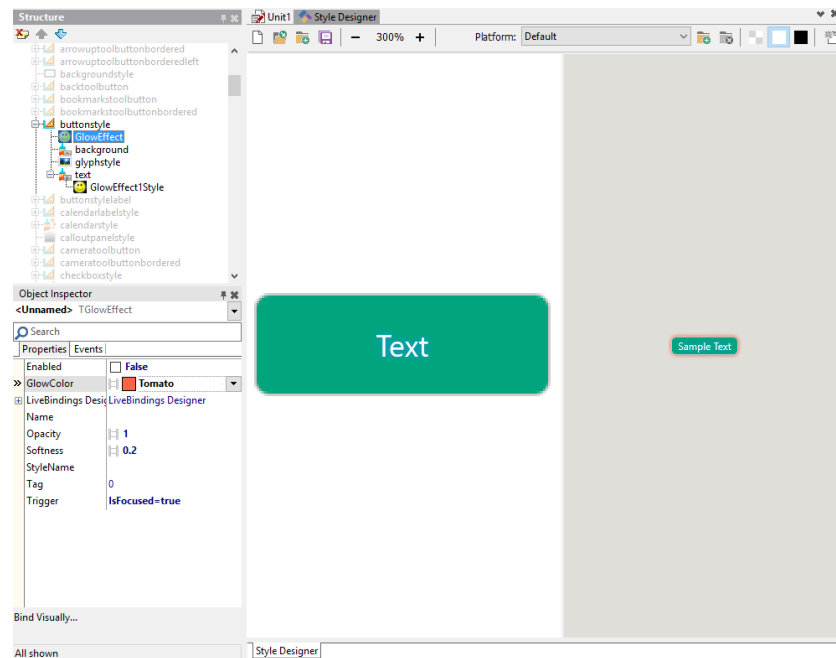 Structure
Unit1
Style Designer
300%
Platform: Default
arrowuptoolbuttonbordered
arrowuptoolbuttonborderedleft
backgroundstyle
backtoolbutton
bookmarkstoolbutton
bookmarkstoolbuttonbordered
buttonstyle
GlowEffect
background
glyphstyle
text
GlowEffect1Style
buttonstylelabel
calendarlabelstyle
calendarstyle
calloutpanelstyle
cameratoolbutton
cameratoolbuttonbordered
checkboxstyle
Object Inspector
<Unnamed> TGlowEffect
Search
Properties Events
Enabled False
GlowColor Tomato
LiveBindings Desig LiveBindings Designer
Name
Opacity 1
Softness 0.2
StyleName
Tag 0
Trigger IsFocused=true
Bind Visually...
All shown
Text
Sample Text
Style Designer